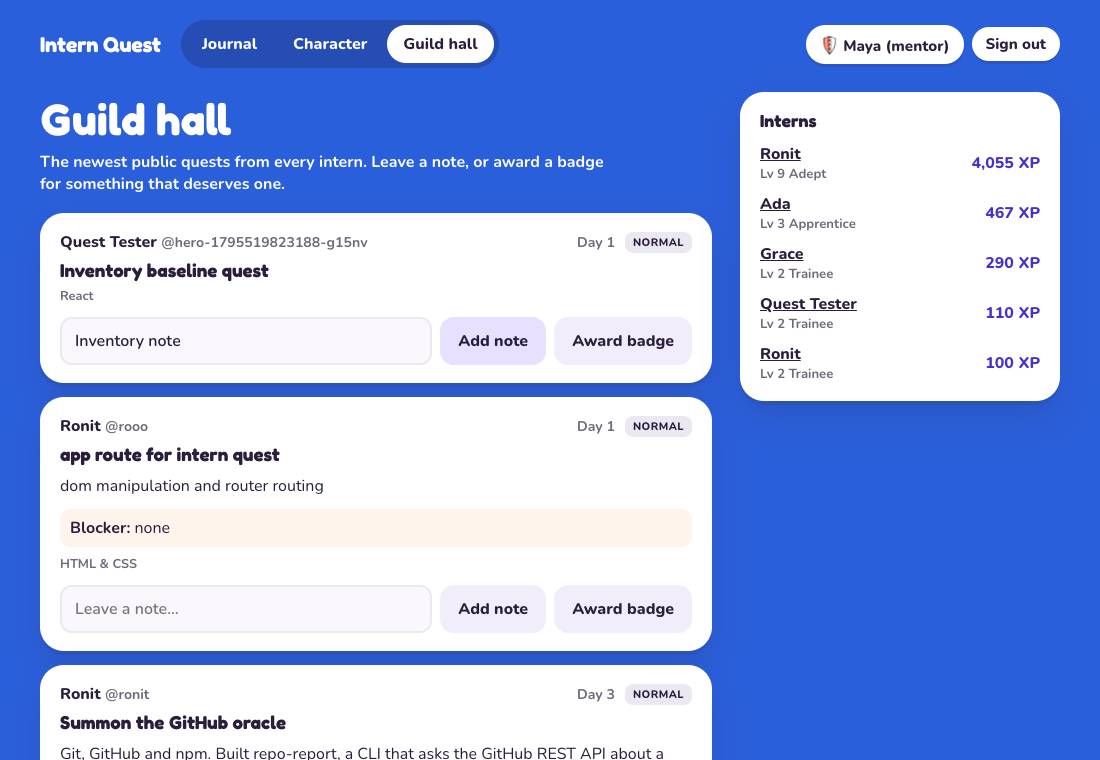 Intern Quest
Journal
Character
Guild hall
Maya (mentor)
Sign out
Guild hall
The newest public quests from every intern. Leave a note, or award a badge
for something that deserves one.
Quest Tester @hero-1795519823188-g15nv
Day 1
NORMAL
Inventory baseline quest
React
Inventory note
Add note
Award badge
Ronit @rooo
Day 1
NORMAL
app route for intern quest
dom manipulation and router routing
Blocker: none
HTML & CSS
Leave a note...
Add note
Award badge
Ronit @ronit
Day 3
NORMAL
Summon the GitHub oracle
Git, GitHub and npm. Built repo-report, a CLI that asks the GitHub REST API about a
Interns
Ronit
Lv 9 Adept
4,055 XP
Ada
Lv 3 Apprentice
467 XP
Grace
Lv 2 Trainee
290 XP
Quest Tester
Lv 2 Trainee
110 XP
Ronit
Lv 2 Trainee
100 XP